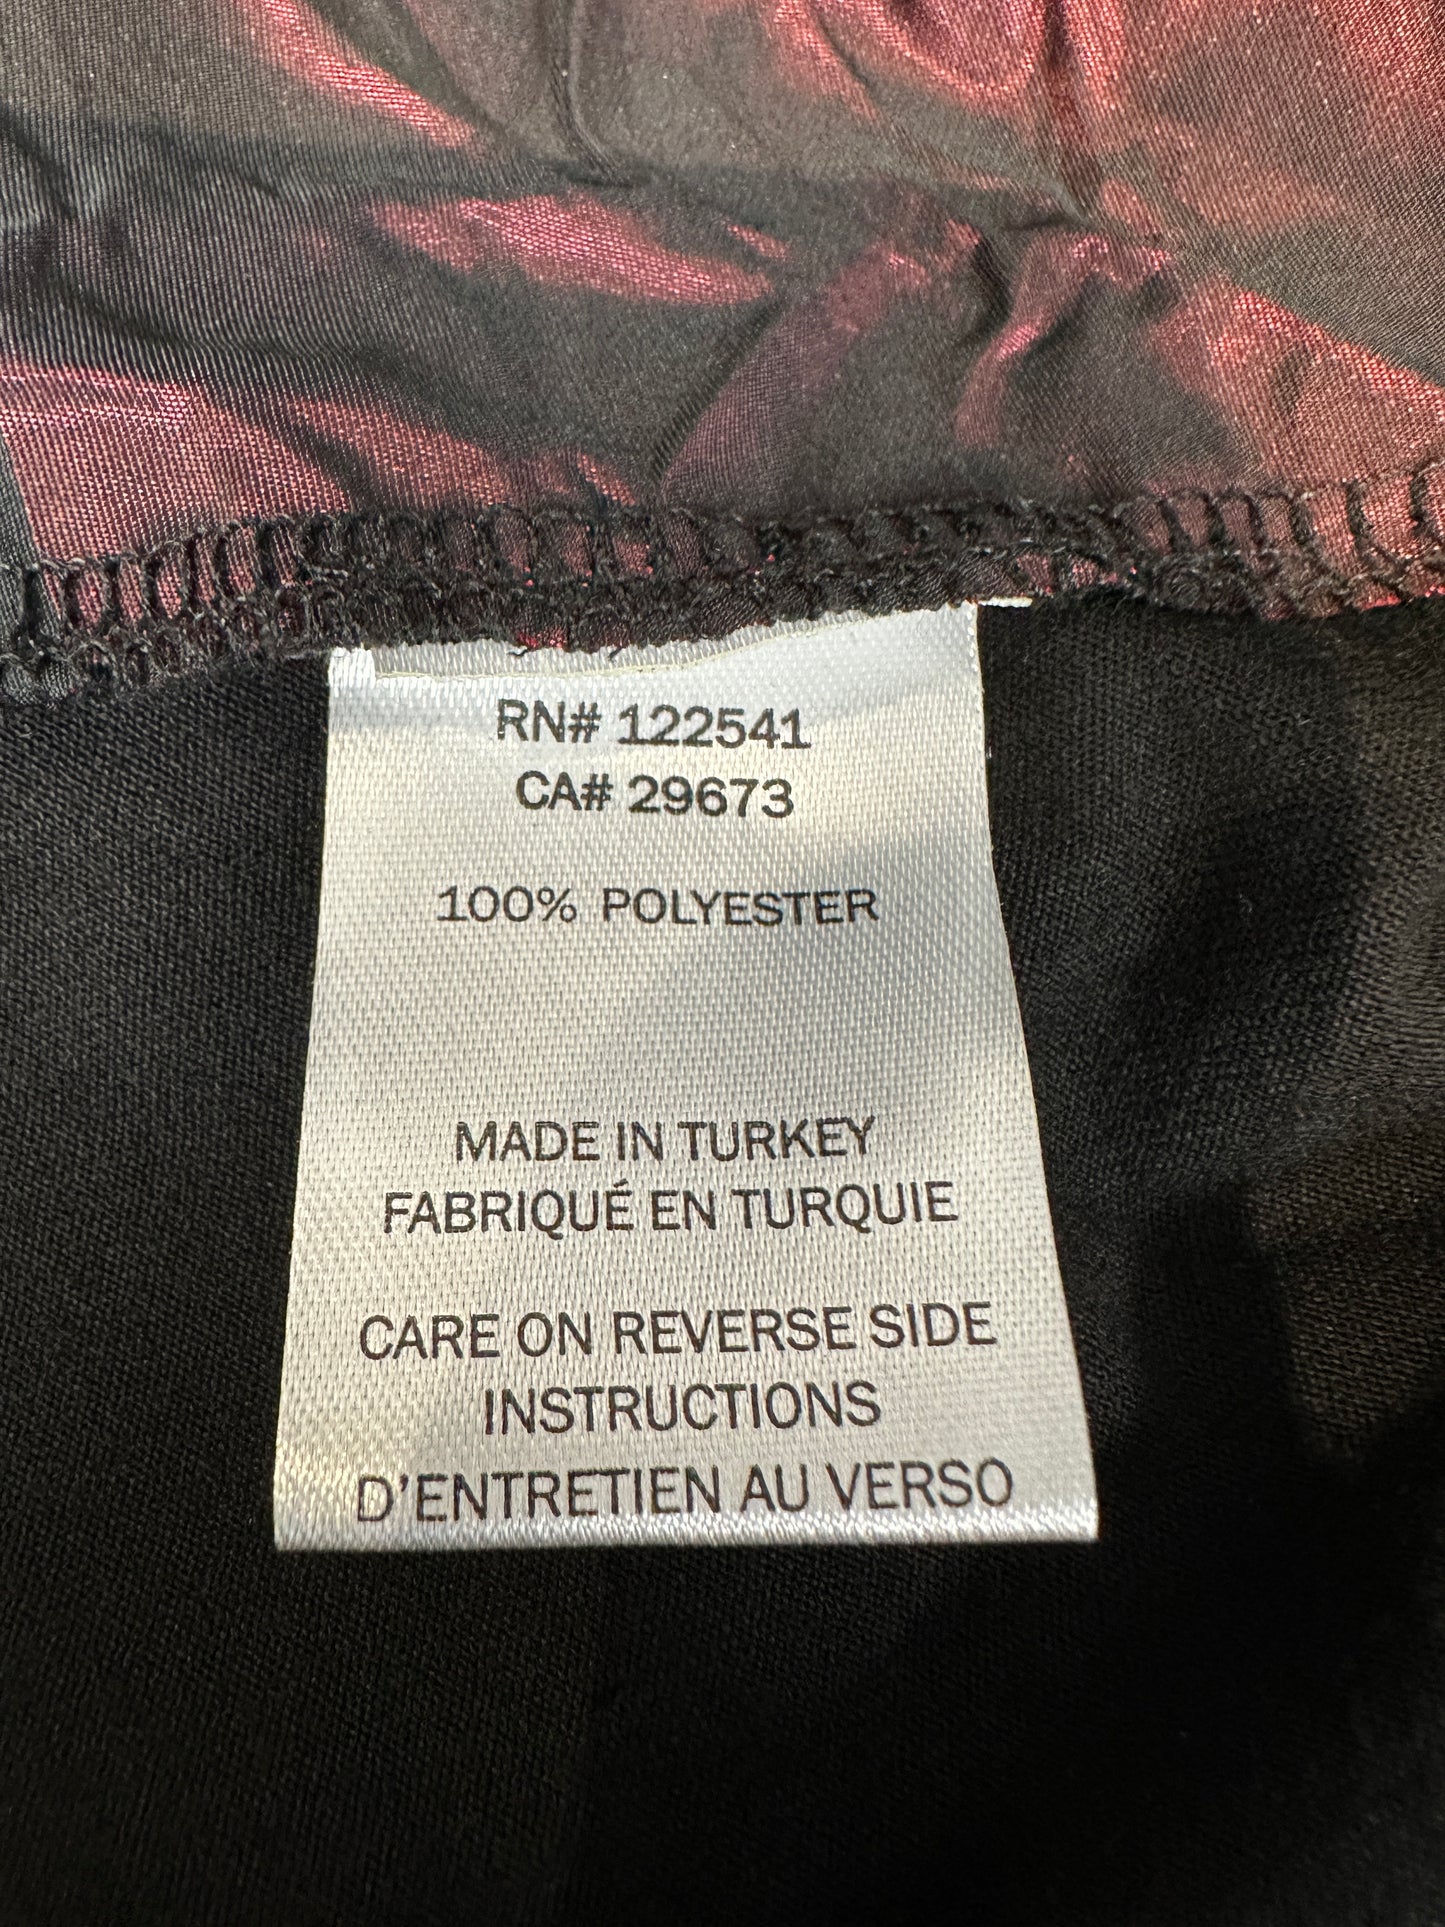 RN# 122541
CA# 29673
100% POLYESTER
MADE IN TURKEY
FABRIQUÉ EN TURQUIE
CARE ON REVERSE SIDE
INSTRUCTIONS
D'ENTRETIEN AU VERSO